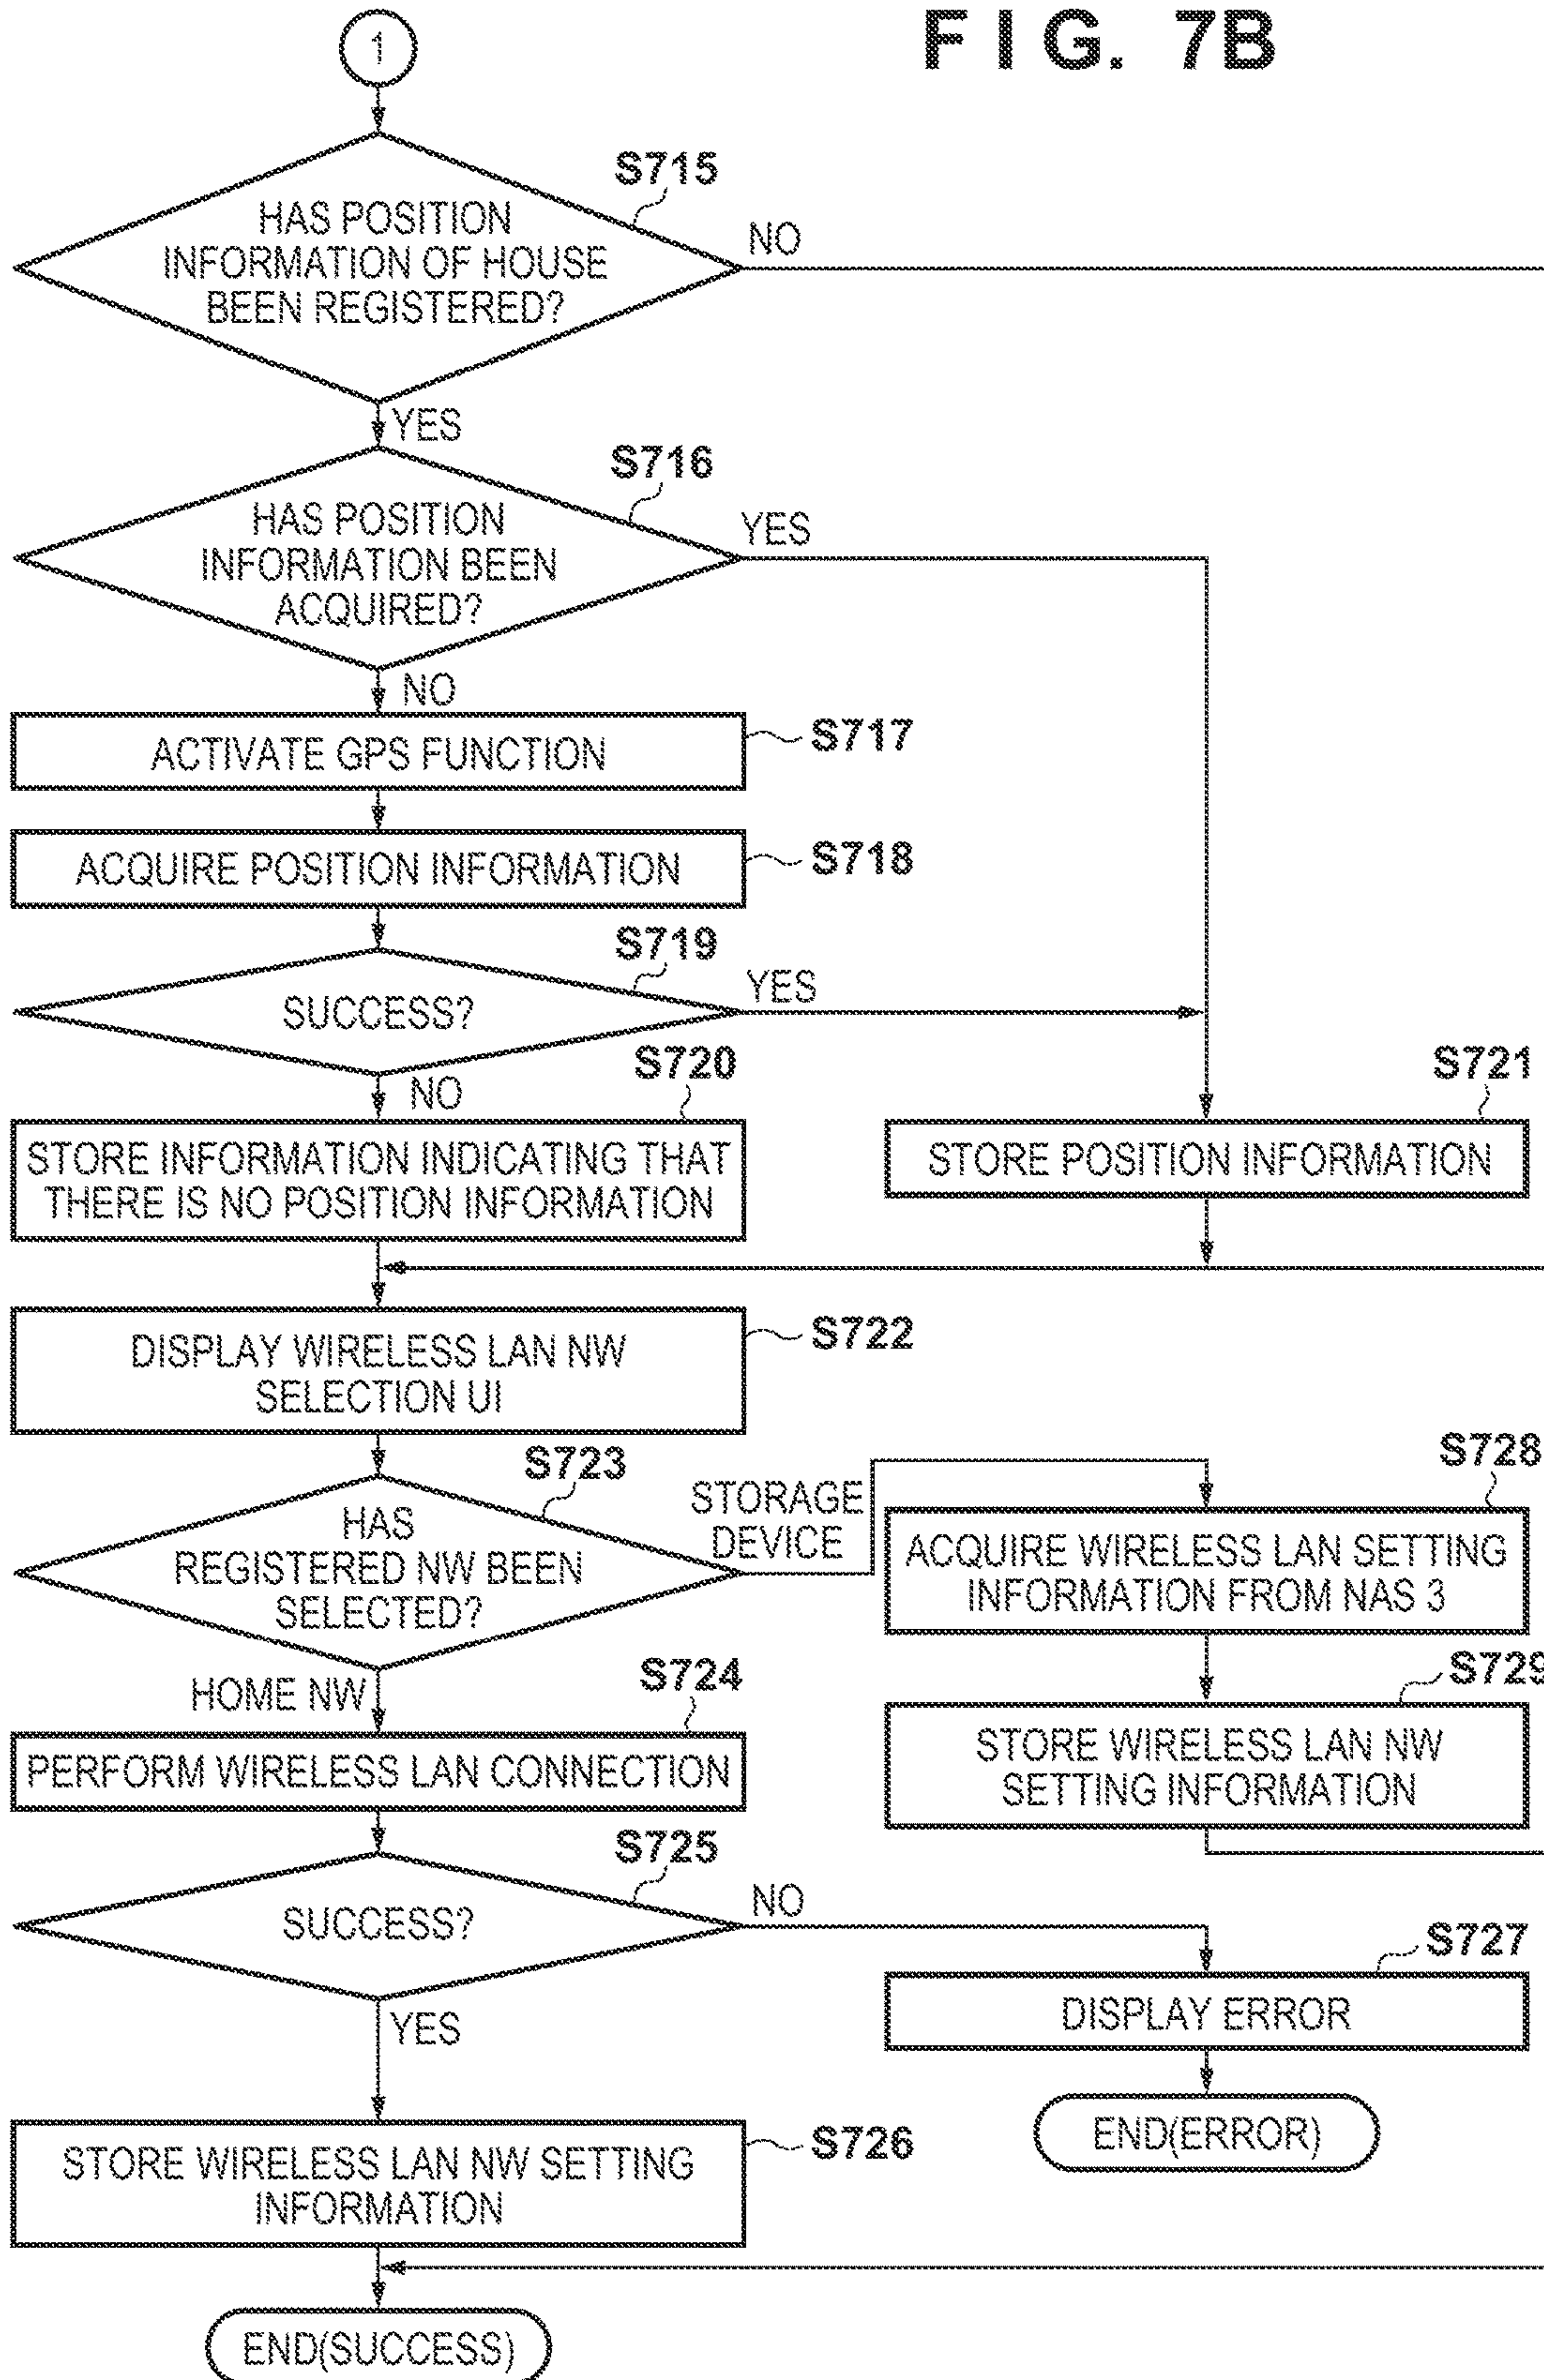 FIG. 7B
1
S715
HAS POSITION
INFORMATION OF HOUSE
BEEN REGISTERED?
NO
YES
S716
HAS POSITION
INFORMATION BEEN
ACQUIRED?
YES
NO
ACTIVATE GPS FUNCTION
S717
ACQUIRE POSITION INFORMATION
S718
S719
SUCCESS?
YES
NO
S720
STORE INFORMATION INDICATING THAT
THERE IS NO POSITION INFORMATION
S721
STORE POSITION INFORMATION
DISPLAY WIRELESS LAN NW
SELECTION UI
S722
S723
HAS
REGISTERED NW BEEN
SELECTED?
STORAGE
DEVICE
S728
ACQUIRE WIRELESS LAN SETTING
INFORMATION FROM NAS 3
HOME NW
S724
PERFORM WIRELESS LAN CONNECTION
S729
STORE WIRELESS LAN NW
SETTING INFORMATION
S725
SUCCESS?
NO
YES
S727
DISPLAY ERROR
END(ERROR)
STORE WIRELESS LAN NW SETTING
INFORMATION
S726
END(SUCCESS)